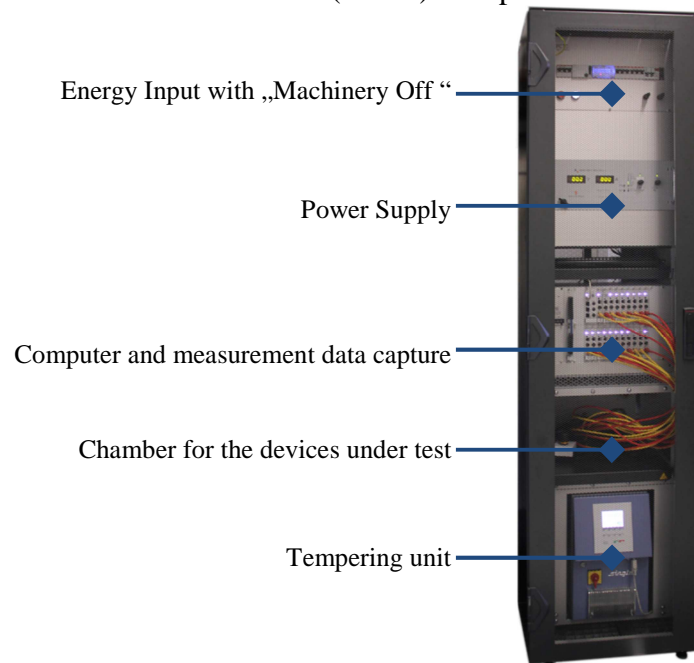 Energy Input with „Machinery Off “
Power Supply
Computer and measurement data capture
Chamber for the devices under test
Tempering unit